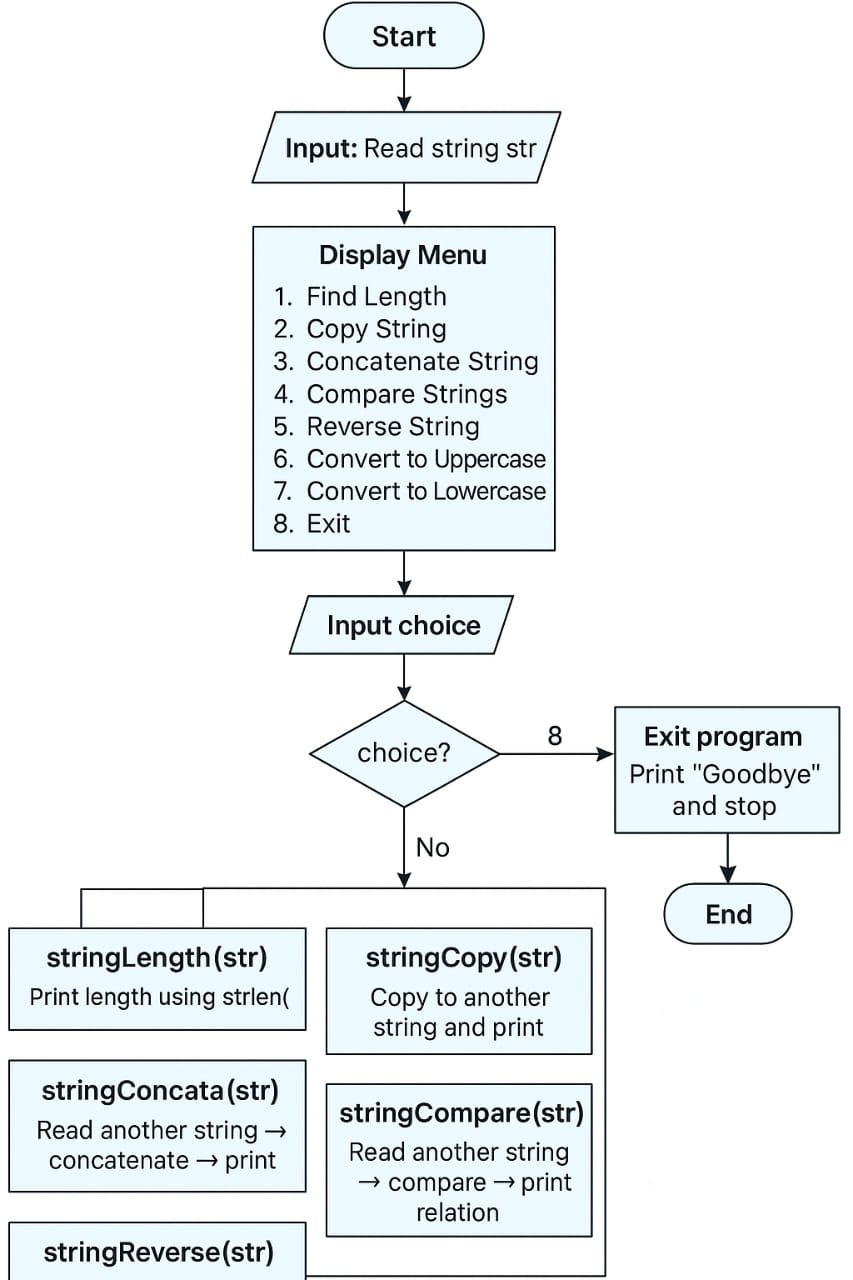 Start
Input: Read string str
Display Menu
1. Find Length
2. Copy String
3. Concatenate String
4. Compare Strings
5. Reverse String
6. Convert to Uppercase
7. Convert to Lowercase
8. Exit
Input choice
choice?
8
Exit program
Print "Goodbye"
and stop
No
End
stringLength(str)
Print length using strlen(
stringCopy(str)
Copy to another
string and print
stringConcata(str)
Read another string →
concatenate → print
stringCompare(str)
Read another string
→ compare → print
relation
stringReverse(str)